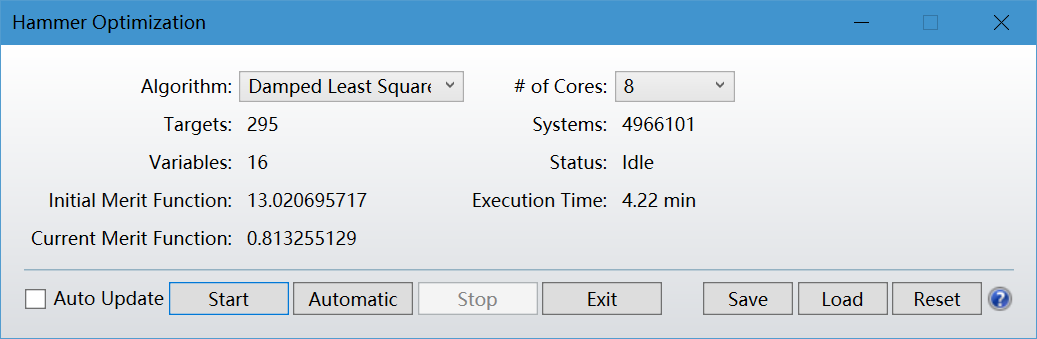 Hammer Optimization
Algorithm: Damped Least Square # of Cores: 8
Targets: 295 Systems: 4966101
Variables: 16 Status: Idle
Initial Merit Function: 13.020695717 Execution Time: 4.22 min
Current Merit Function: 0.813255129
Auto Update Start Automatic Stop Exit Save Load Reset ?